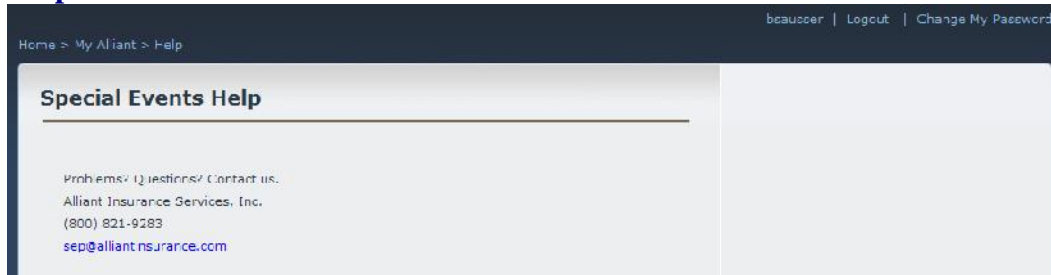 bsausser | Logout | Change My Password
Home > My Alliant > Help
Special Events Help
Problems? Questions? Contact us.
Alliant Insurance Services, Inc.
(800) 821-9283
sep@alliantinsurance.com